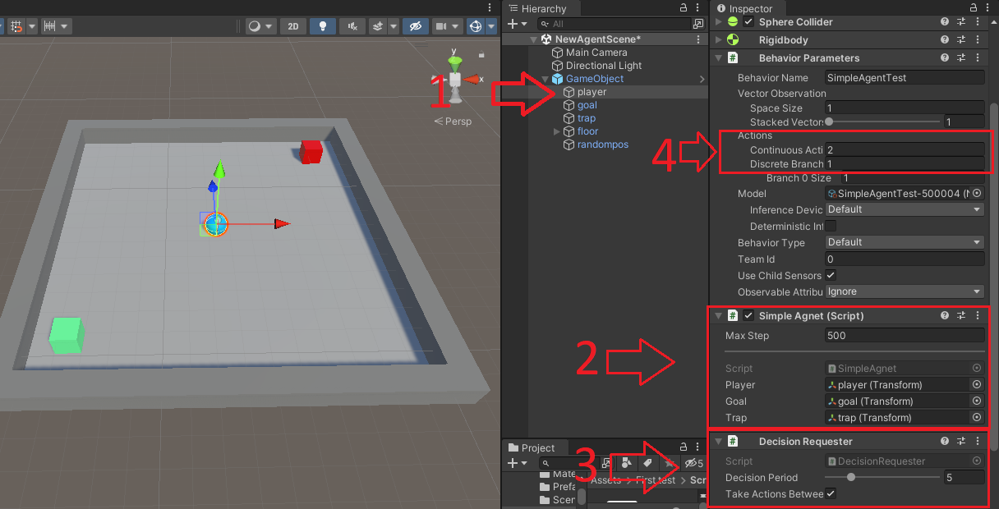 2D
y
x
Persp
1
Hierarchy
All
NewAgentScene*
Main Camera
Directional Light
GameObject
player
goal
trap
floor
randompos
Project
5
Assets > First test > Scr
Mate
Prefa
Scen
2
3
4
Inspector
Sphere Collider
Rigidbody
Behavior Parameters
Behavior Name SimpleAgentTest
Vector Observation
Space Size 1
Stacked Vectors 1
Actions
Continuous Acti 2
Discrete Branch 1
Branch 0 Size 1
Model SimpleAgentTest-500004 (N
Inference Devic Default
Deterministic Inf
Behavior Type Default
Team Id 0
Use Child Sensors
Observable Attribu Ignore
Simple Agnet (Script)
Max Step 500
Script SimpleAgnet
Player player (Transform)
Goal goal (Transform)
Trap trap (Transform)
Decision Requester
Script DecisionRequester
Decision Period 5
Take Actions Betwee